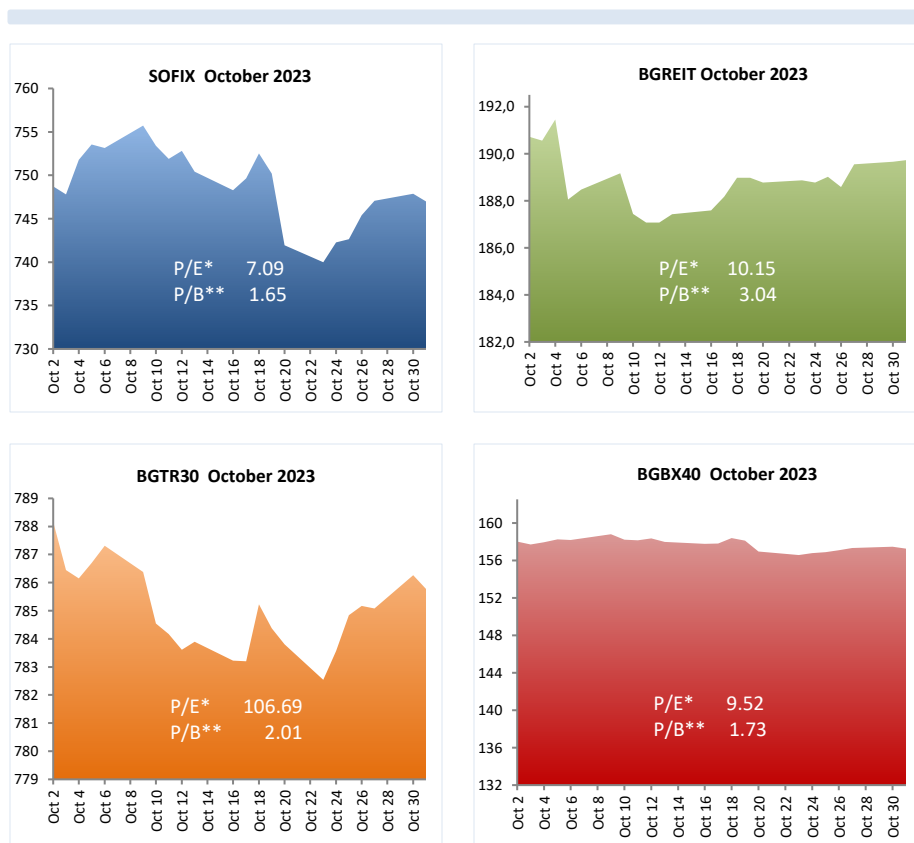 SOFIX October 2023
760
755
750
745
740
735
730
P/E* 7.09
P/B** 1.65
Oct 2
Oct 4
Oct 6
Oct 8
Oct 10
Oct 12
Oct 14
Oct 16
Oct 18
Oct 20
Oct 22
Oct 24
Oct 26
Oct 28
Oct 30
BGREIT October 2023
192,0
190,0
188,0
186,0
184,0
182,0
P/E* 10.15
P/B** 3.04
Oct 2
Oct 4
Oct 6
Oct 8
Oct 10
Oct 12
Oct 14
Oct 16
Oct 18
Oct 20
Oct 22
Oct 24
Oct 26
Oct 28
Oct 30
BGTR30 October 2023
789
788
787
786
785
784
783
782
781
780
779
P/E* 106.69
P/B** 2.01
Oct 2
Oct 4
Oct 6
Oct 8
Oct 10
Oct 12
Oct 14
Oct 16
Oct 18
Oct 20
Oct 22
Oct 24
Oct 26
Oct 28
Oct 30
BGBX40 October 2023
160
156
152
148
144
140
136
132
P/E* 9.52
P/B** 1.73
Oct 2
Oct 4
Oct 6
Oct 8
Oct 10
Oct 12
Oct 14
Oct 16
Oct 18
Oct 20
Oct 22
Oct 24
Oct 26
Oct 28
Oct 30